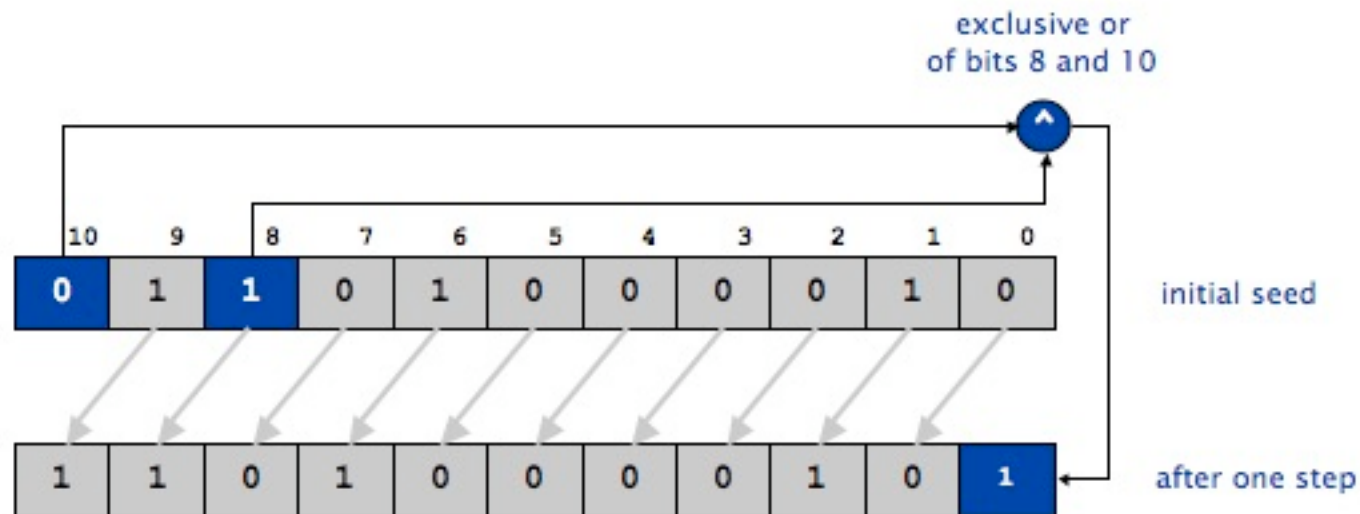 exclusive or
of bits 8 and 10
^
10 9 8 7 6 5 4 3 2 1 0
0 1 1 0 1 0 0 0 0 1 0
initial seed
1 1 0 1 0 0 0 0 1 0 1
after one step